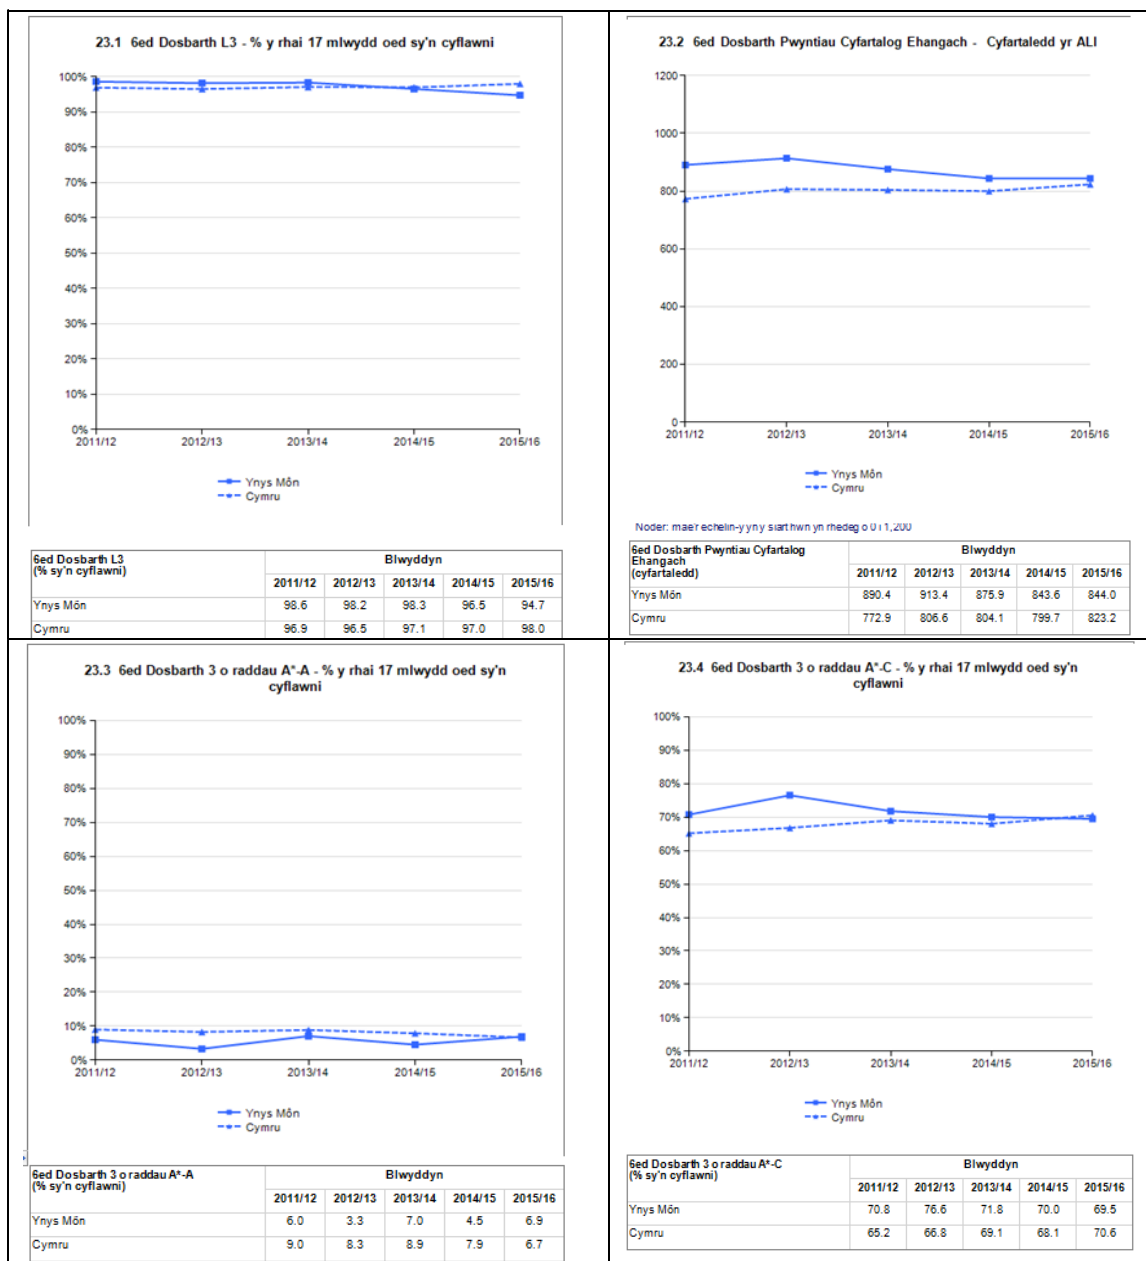 23.1 6ed Dosbarth L3 - % y rhai 17 mlwydd oed sy'n cyflawni
100%
90%
80%
70%
60%
50%
40%
30%
20%
10%
0%
2011/12 2012/13 2013/14 2014/15 2015/16
Ynys Môn
Cymru
6ed Dosbarth L3
(% sy'n cyflawni)
Blwyddyn
2011/12 2012/13 2013/14 2014/15 2015/16
Ynys Môn 98.6 98.2 98.3 96.5 94.7
Cymru 96.9 96.5 97.1 97.0 98.0
23.2 6ed Dosbarth Pwyntiau Cyfartalog Ehangach - Cyfartaledd yr ALI
1200
1000
800
600
400
200
0
2011/12 2012/13 2013/14 2014/15 2015/16
Ynys Môn
Cymru
Noder: mae'r echelin-y yn y siart hwn yn rhedeg o 0 i 1,200
6ed Dosbarth Pwyntiau Cyfartalog
Ehangach
(cyfartaledd)
Blwyddyn
2011/12 2012/13 2013/14 2014/15 2015/16
Ynys Môn 890.4 913.4 875.9 843.6 844.0
Cymru 772.9 806.6 804.1 799.7 823.2
23.3 6ed Dosbarth 3 o raddau A*-A - % y rhai 17 mlwydd oed sy'n
cyflawni
100%
90%
80%
70%
60%
50%
40%
30%
20%
10%
0%
2011/12 2012/13 2013/14 2014/15 2015/16
Ynys Môn
Cymru
6ed Dosbarth 3 o raddau A*-A
(% sy'n cyflawni)
Blwyddyn
2011/12 2012/13 2013/14 2014/15 2015/16
Ynys Môn 6.0 3.3 7.0 4.5 6.9
Cymru 9.0 8.3 8.9 7.9 6.7
23.4 6ed Dosbarth 3 o raddau A*-C - % y rhai 17 mlwydd oed sy'n
cyflawni
100%
90%
80%
70%
60%
50%
40%
30%
20%
10%
0%
2011/12 2012/13 2013/14 2014/15 2015/16
Ynys Môn
Cymru
6ed Dosbarth 3 o raddau A*-C
(% sy'n cyflawni)
Blwyddyn
2011/12 2012/13 2013/14 2014/15 2015/16
Ynys Môn 70.8 76.6 71.8 70.0 69.5
Cymru 65.2 66.8 69.1 68.1 70.6